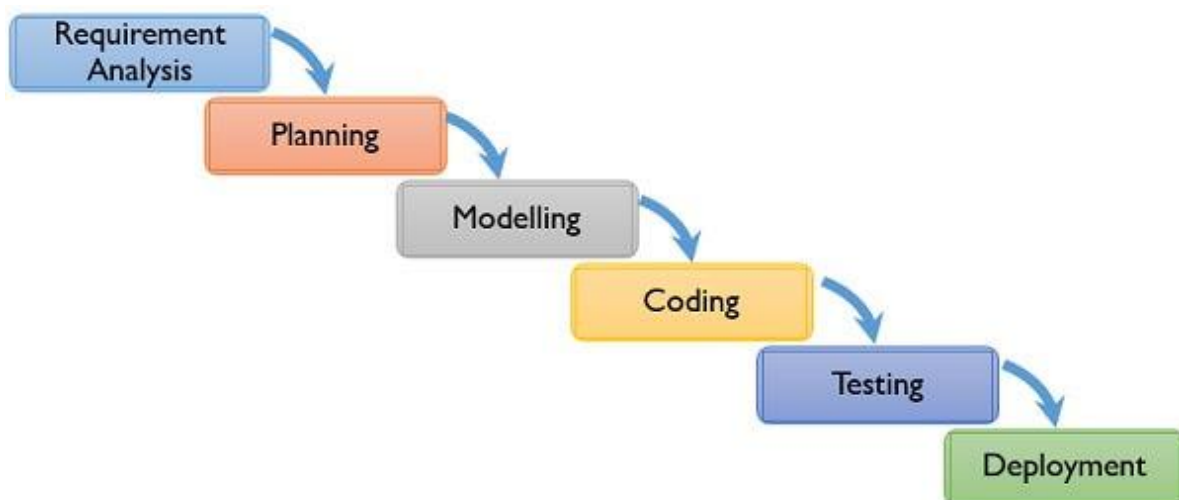 Requirement
Analysis
Planning
Modelling
Coding
Testing
Deployment